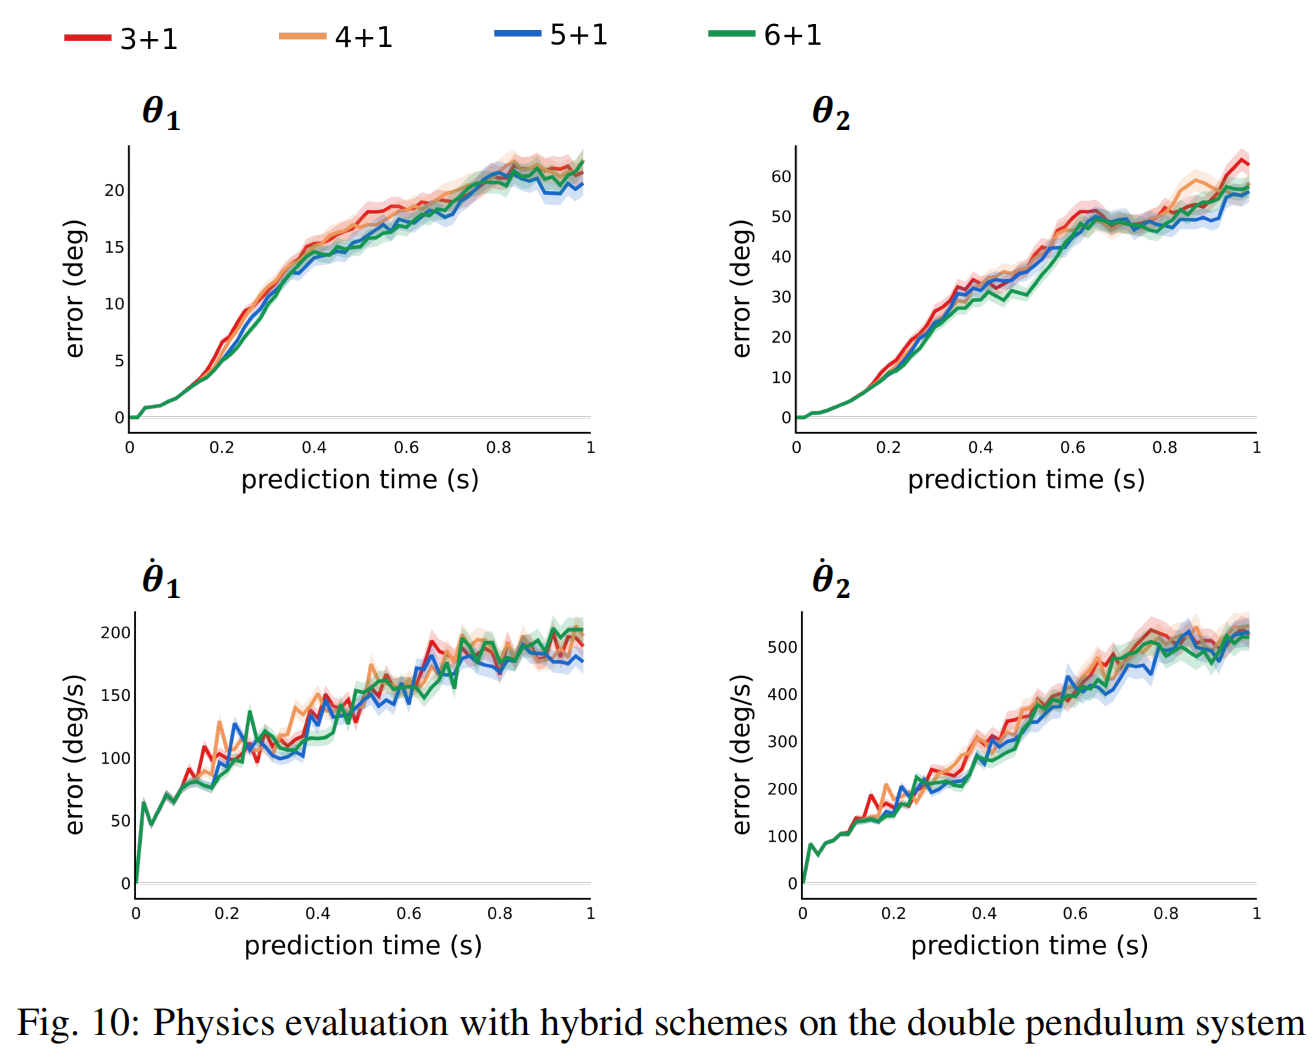 3+1 4+1 5+1 6+1
θ1 θ2
20
15
10
5
0
error (deg)
0 0.2 0.4 0.6 0.8 1
prediction time (s)
60
50
40
30
20
10
0
error (deg)
0 0.2 0.4 0.6 0.8 1
prediction time (s)
θ̇1 θ̇2
200
150
100
50
0
error (deg/s)
0 0.2 0.4 0.6 0.8 1
prediction time (s)
500
400
300
200
100
0
error (deg/s)
0 0.2 0.4 0.6 0.8 1
prediction time (s)
Fig. 10: Physics evaluation with hybrid schemes on the double pendulum system